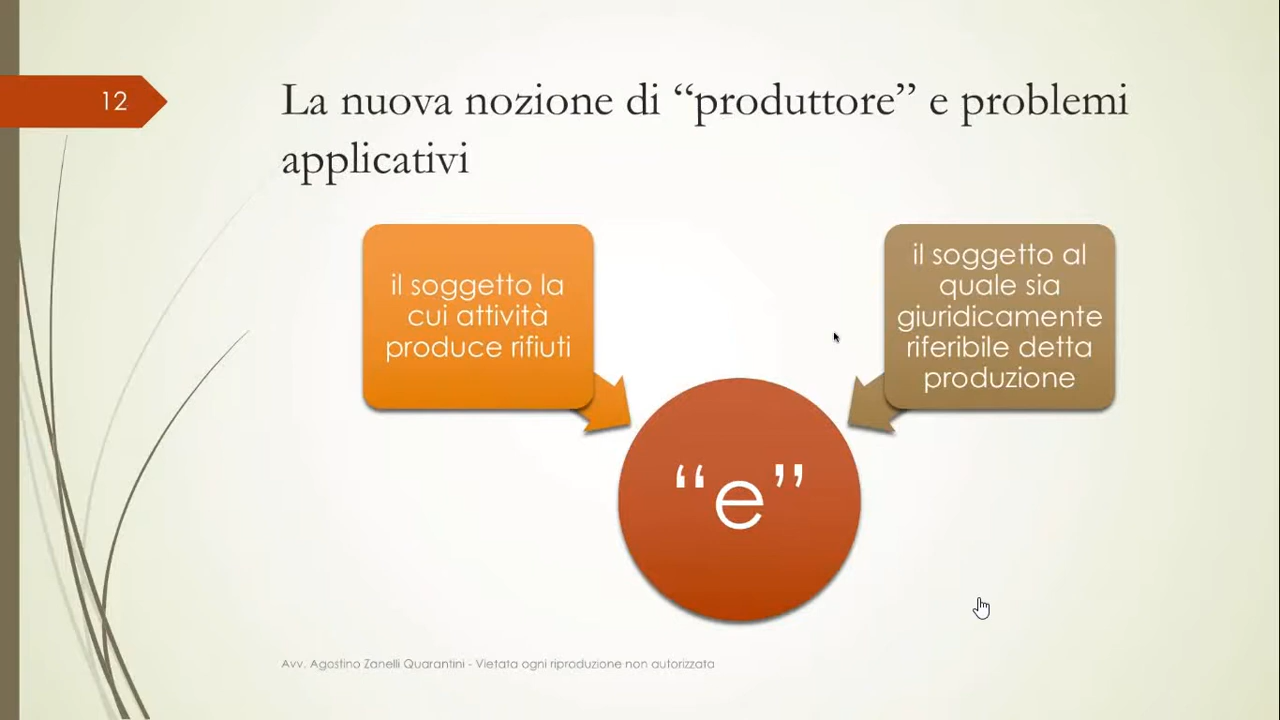 12
La nuova nozione di “produttore” e problemi
applicativi
il soggetto la
cui attività
produce rifiuti
il soggetto al
quale sia
giuridicamente
riferibile detta
produzione
“e”
Avv. Agostino Zanelli Quarantini - Vietata ogni riproduzione non autorizzata